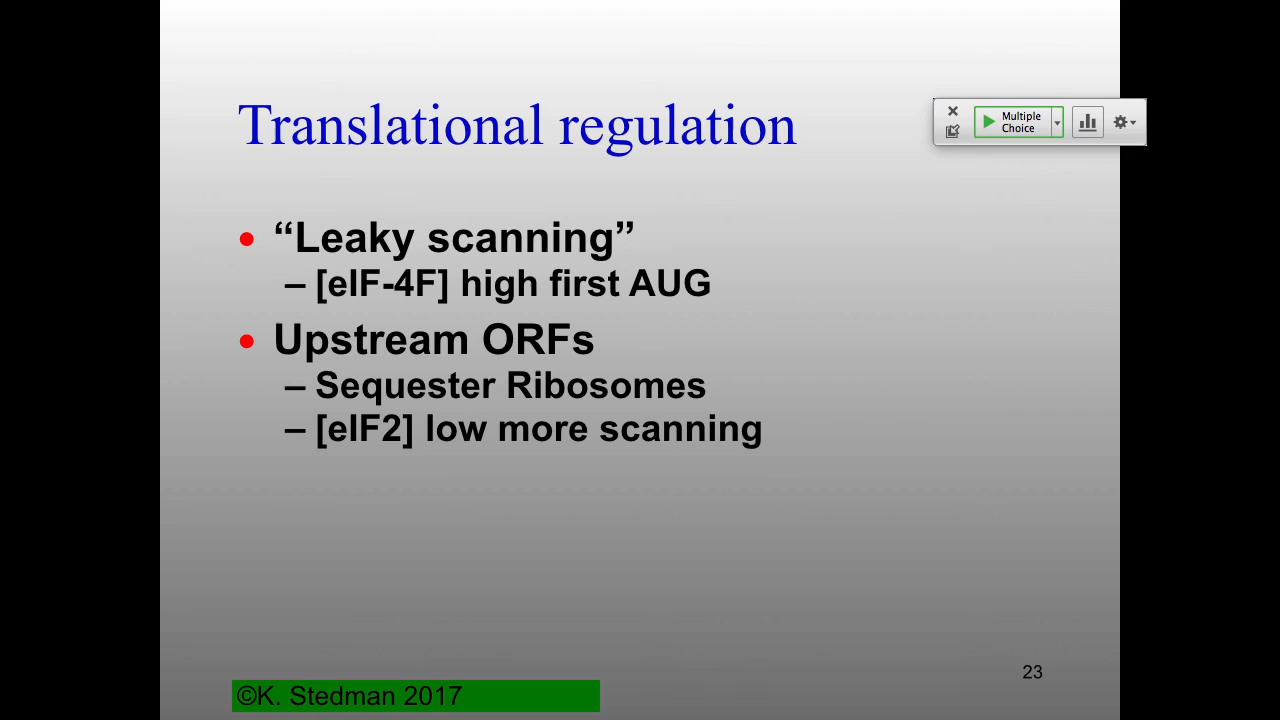 Translational regulation
Multiple
Choice
• “Leaky scanning”
– [eIF-4F] high first AUG
• Upstream ORFs
– Sequester Ribosomes
– [eIF2] low more scanning
23
©K. Stedman 2017